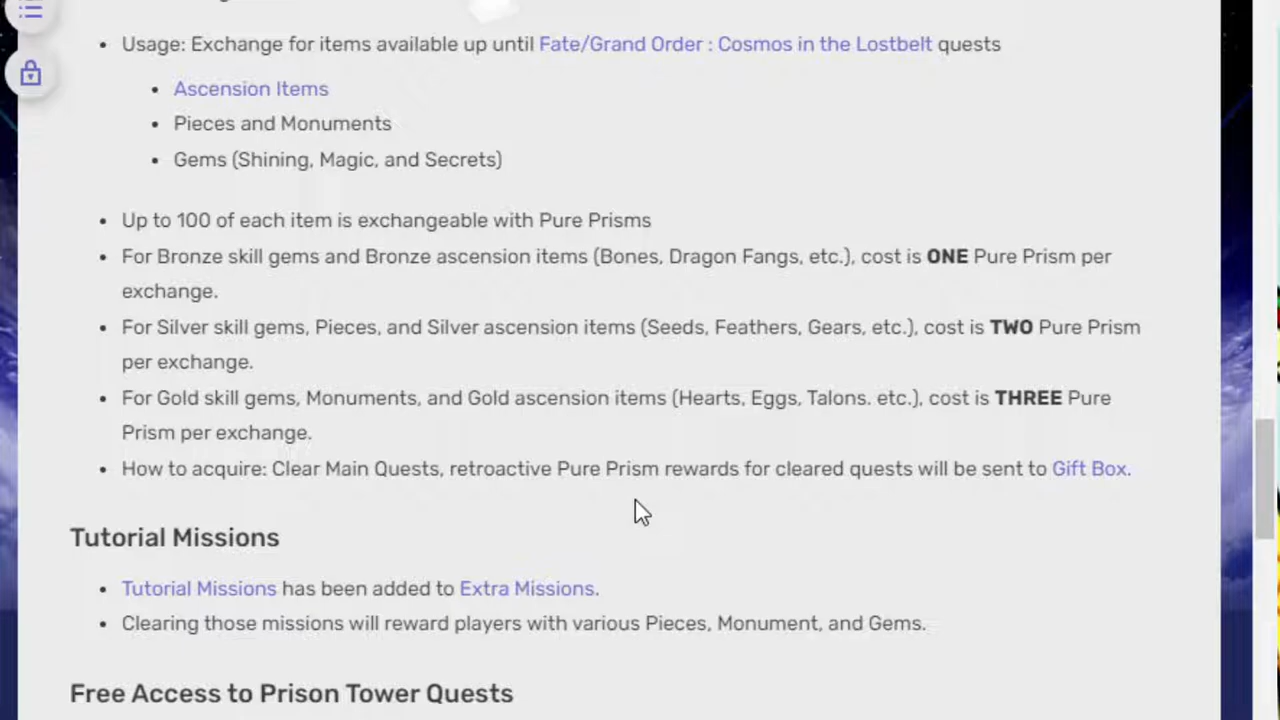 Usage: Exchange for items available up until Fate/Grand Order : Cosmos in the Lostbelt quests
Ascension Items
Pieces and Monuments
Gems (Shining, Magic, and Secrets)
Up to 100 of each item is exchangeable with Pure Prisms
For Bronze skill gems and Bronze ascension items (Bones, Dragon Fangs, etc.), cost is ONE Pure Prism per
exchange.
For Silver skill gems, Pieces, and Silver ascension items (Seeds, Feathers, Gears, etc.), cost is TWO Pure Prism
per exchange.
For Gold skill gems, Monuments, and Gold ascension items (Hearts, Eggs, Talons. etc.), cost is THREE Pure
Prism per exchange.
How to acquire: Clear Main Quests, retroactive Pure Prism rewards for cleared quests will be sent to Gift Box.
Tutorial Missions
Tutorial Missions has been added to Extra Missions.
Clearing those missions will reward players with various Pieces, Monument, and Gems.
Free Access to Prison Tower Quests